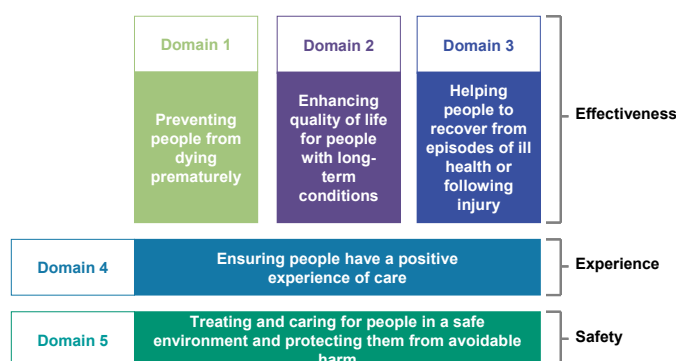 Domain 1
Domain 2
Domain 3
Preventing
people from
dying
prematurely
Enhancing
quality of life
for people
with long-
term
conditions
Helping
people to
recover from
episodes of ill
health or
following
injury
Effectiveness
Domain 4
Ensuring people have a positive
experience of care
Experience
Domain 5
Treating and caring for people in a safe
environment and protecting them from avoidable
harm
Safety